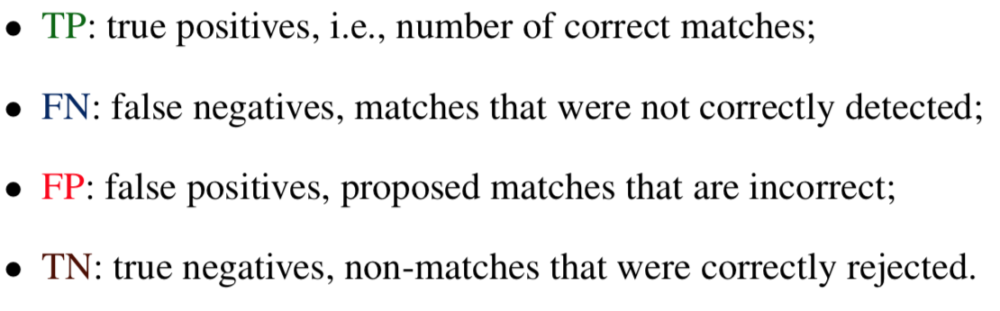 • TP: true positives, i.e., number of correct matches;
• FN: false negatives, matches that were not correctly detected;
• FP: false positives, proposed matches that are incorrect;
• TN: true negatives, non-matches that were correctly rejected.